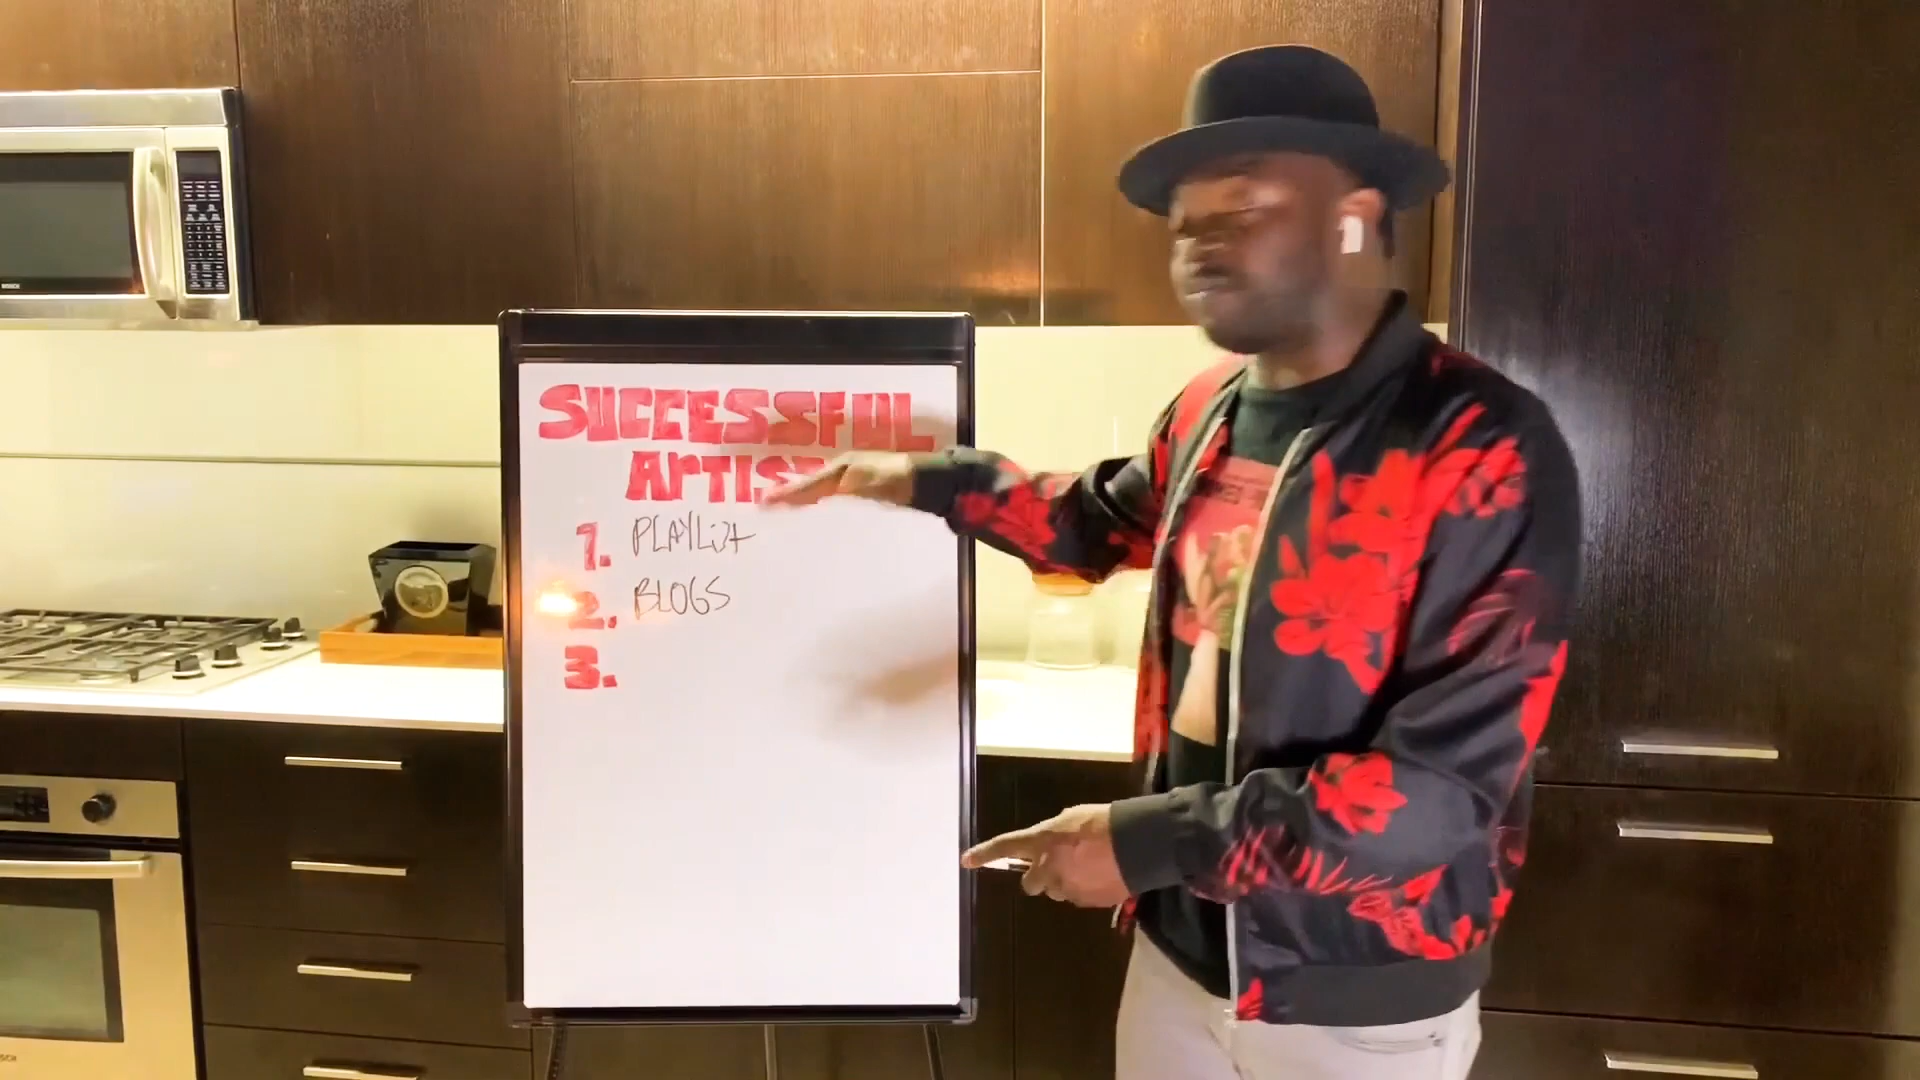 SUCCESSFUL
ARTIS
1. PLAYLIST
2. BLOGS
3.